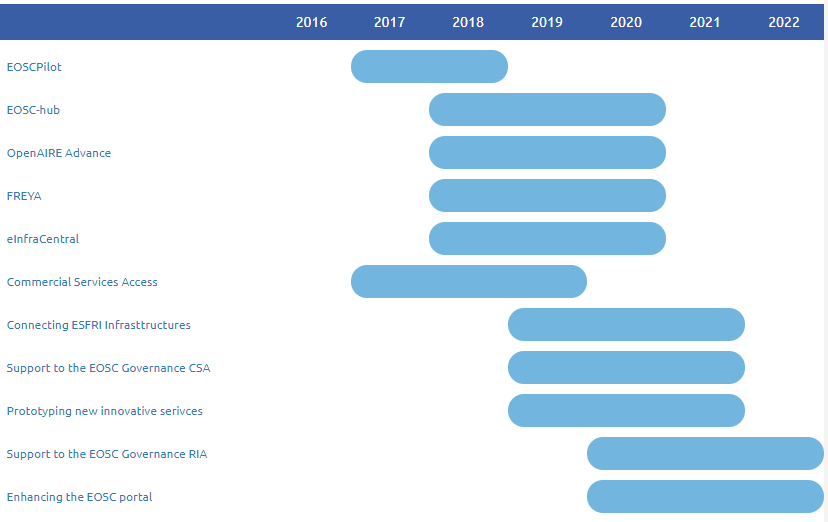 2016 2017 2018 2019 2020 2021 2022
EOSCPilot
EOSC-hub
OpenAIRE Advance
FREYA
eInfraCentral
Commercial Services Access
Connecting ESFRI Infrasttructures
Support to the EOSC Governance CSA
Prototyping new innovative serivces
Support to the EOSC Governance RIA
Enhancing the EOSC portal